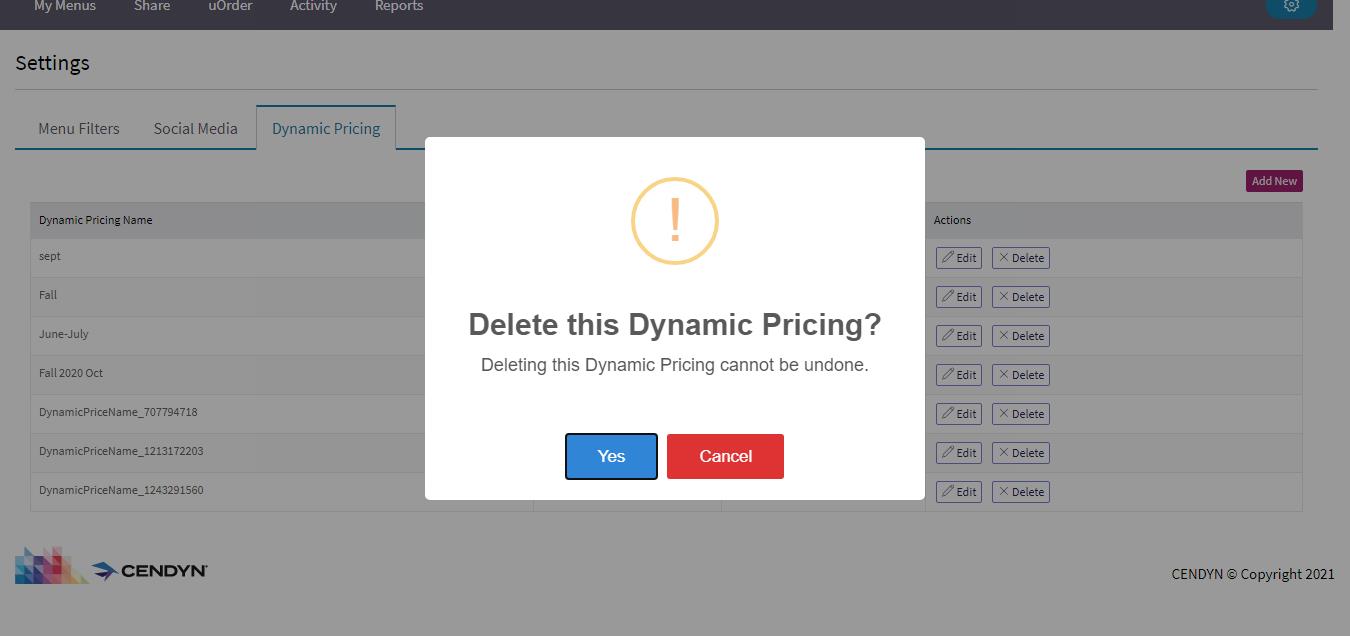 My Menus Share uOrder Activity Reports
Settings
Menu Filters Social Media Dynamic Pricing
Add New
Dynamic Pricing Name Actions
sept Edit Delete
Fall Edit Delete
June-July Edit Delete
Fall 2020 Oct Edit Delete
DynamicPriceName_707794718 Edit Delete
DynamicPriceName_1213172203 Edit Delete
DynamicPriceName_1243291560 Edit Delete
!
Delete this Dynamic Pricing?
Deleting this Dynamic Pricing cannot be undone.
Yes Cancel
CENDYN
CENDYN © Copyright 2021